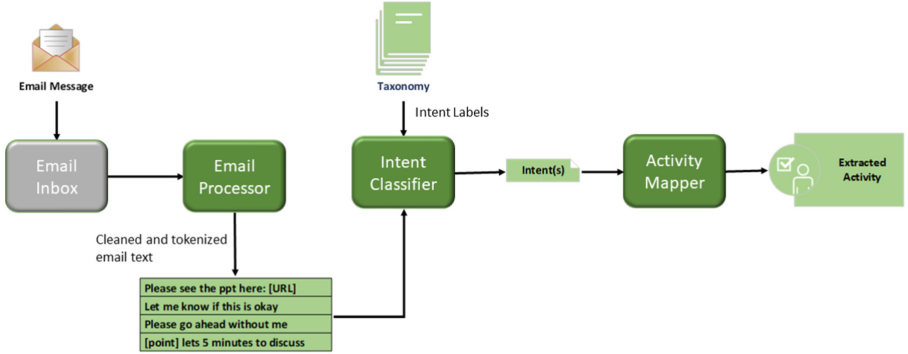 Email Message
Taxonomy
Intent Labels
Email
Inbox
Email
Processor
Intent
Classifier
Intent(s)
Activity
Mapper
Extracted
Activity
Cleaned and tokenized
email text
Please see the ppt here: [URL]
Let me know if this is okay
Please go ahead without me
[point] lets 5 minutes to discuss